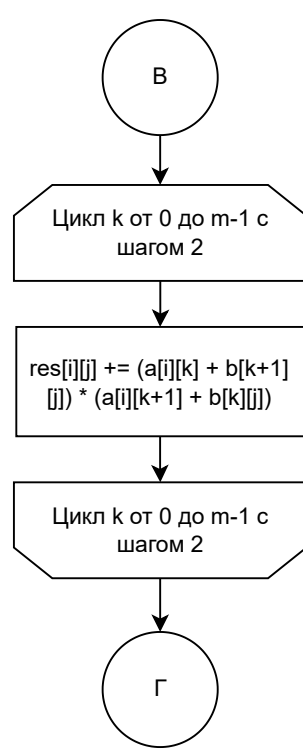 В
Цикл k от 0 до m-1 с
шагом 2
res[i][j] += (a[i][k] + b[k+1]
[j]) * (a[i][k+1] + b[k][j])
Цикл k от 0 до m-1 с
шагом 2
Г